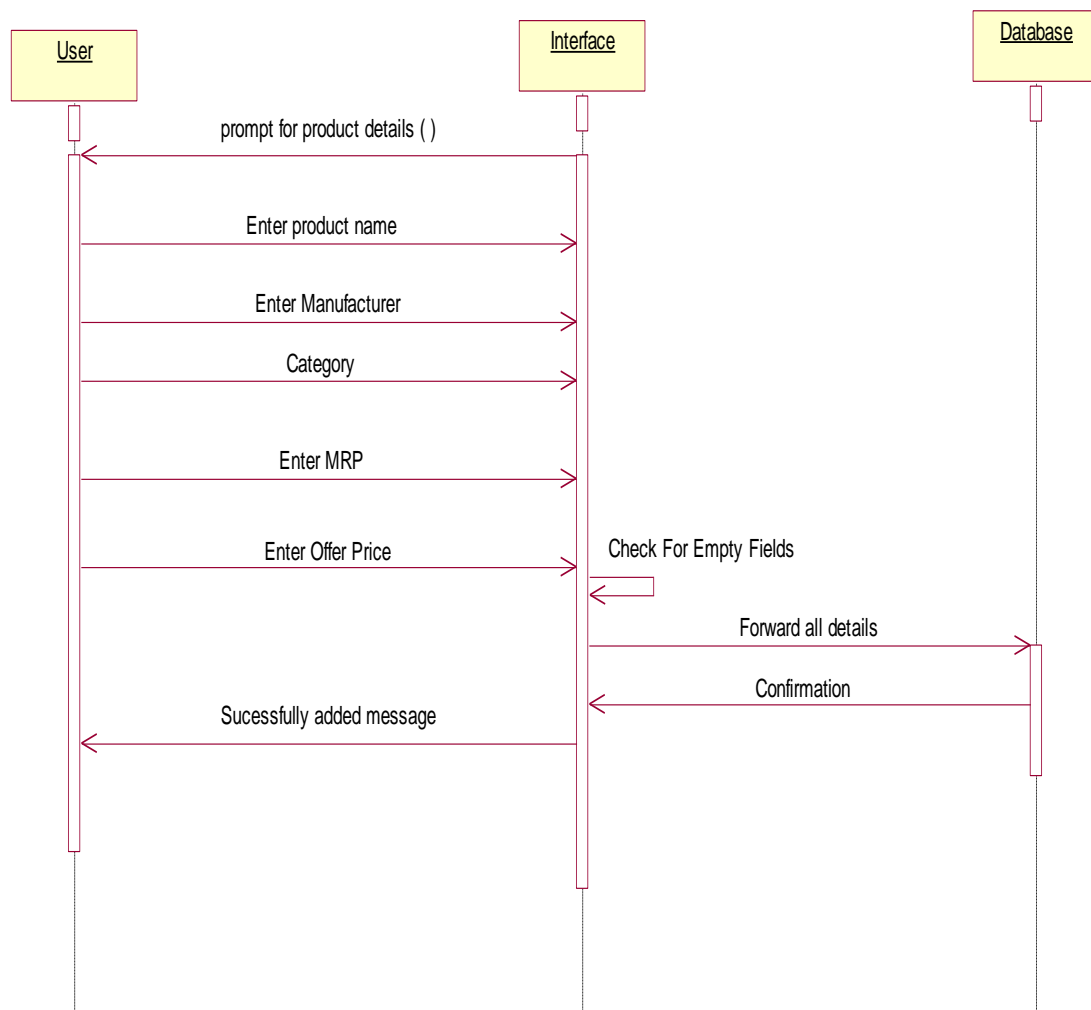 User
Interface
Database
prompt for product details ( )
Enter product name
Enter Manufacturer
Category
Enter MRP
Enter Offer Price
Check For Empty Fields
Forward all details
Confirmation
Sucessfully added message